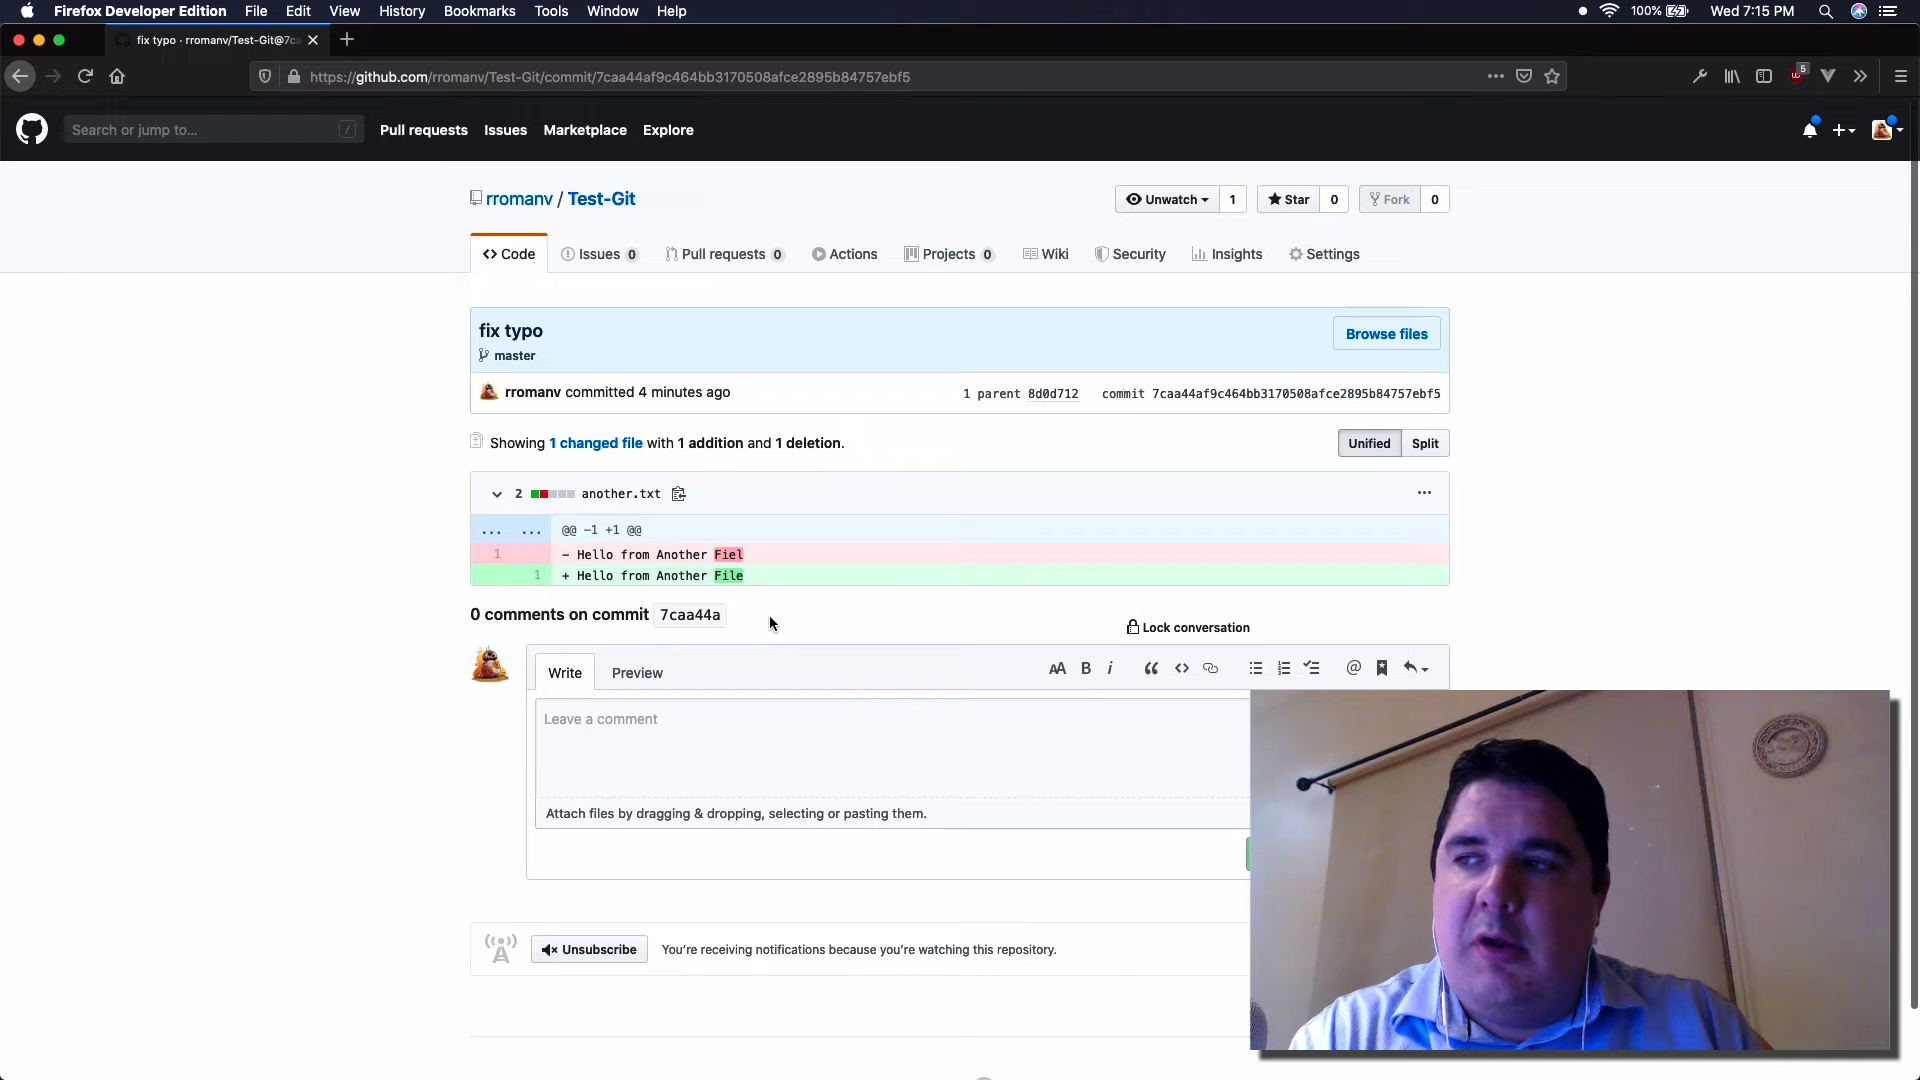 Firefox Developer Edition File Edit View History Bookmarks Tools Window Help 100% Wed 7:15 PM
fix typo · rromanv/Test-Git@7ca
https://github.com/rromanv/Test-Git/commit/7caa44af9c464bb3170508afce2895b84757ebf5 5
Search or jump to... / Pull requests Issues Marketplace Explore
rromanv / Test-Git Unwatch 1 Star 0 Fork 0
Code Issues 0 Pull requests 0 Actions Projects 0 Wiki Security Insights Settings
fix typo Browse files
master
rromanv committed 4 minutes ago 1 parent 8d0d712 commit 7caa44af9c464bb3170508afce2895b84757ebf5
Showing 1 changed file with 1 addition and 1 deletion. Unified Split
2 another.txt ...
... ... @@ -1 +1 @@
1 - Hello from Another Fiel
1 + Hello from Another File
0 comments on commit 7caa44a
Lock conversation
Write Preview AA B i
Leave a comment
Attach files by dragging & dropping, selecting or pasting them.
Unsubscribe You're receiving notifications because you're watching this repository.